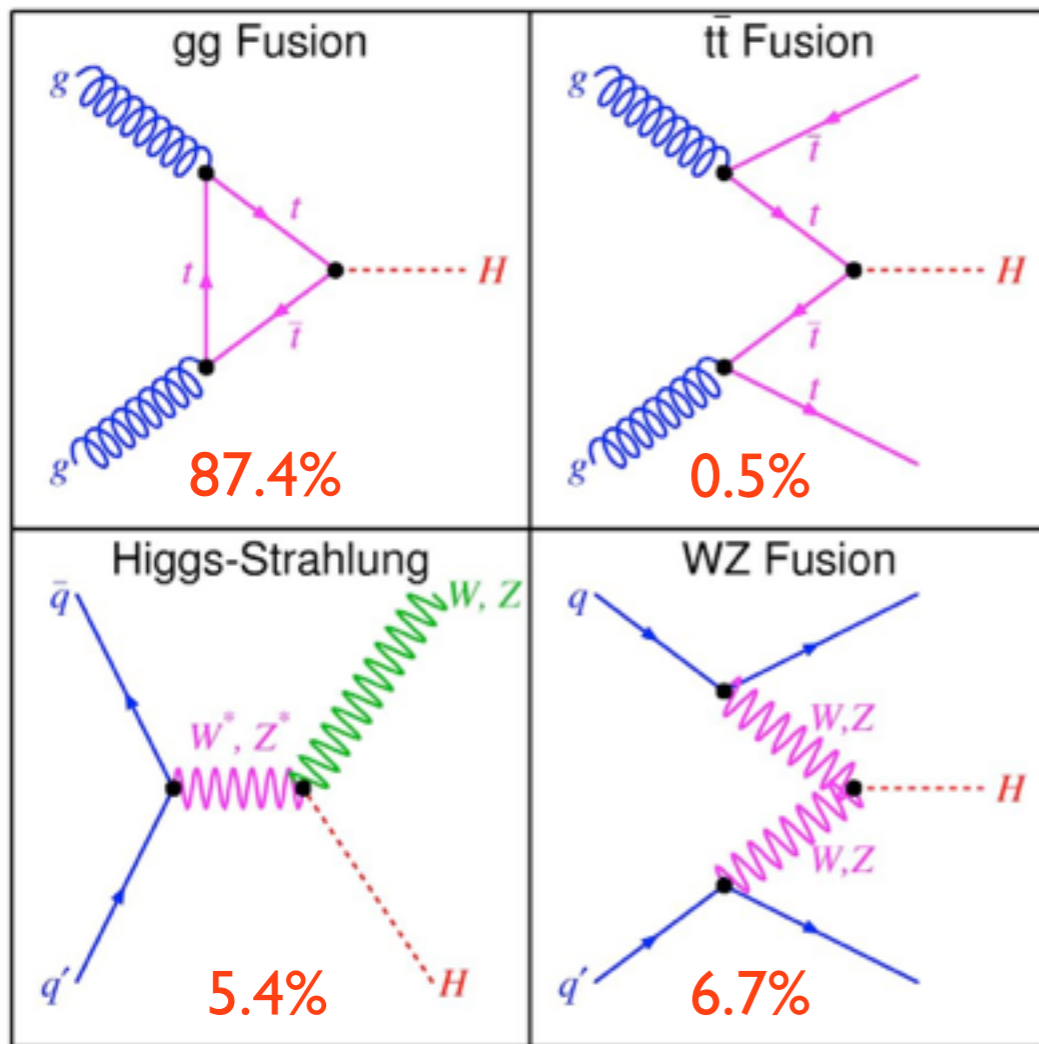 gg Fusion
g
t
t
t̄
H
g
87.4%
tt̄ Fusion
g
t̄
t
H
t̄
t
g
0.5%
Higgs-Strahlung
q̄
W, Z
W*, Z*
q′
H
5.4%
WZ Fusion
q
W,Z
H
W,Z
q′
6.7%